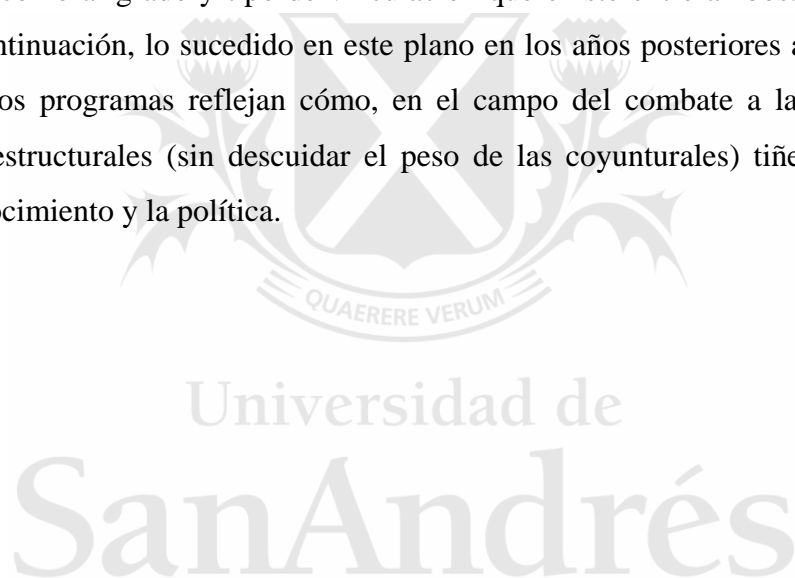 ntinuación, lo sucedido en este plano en los años posteriores a
os programas reflejan cómo, en el campo del combate a la
estructurales (sin descuidar el peso de las coyunturales) tiñe
ocimiento y la política.
QUAERERE VERUM
Universidad de
SanAndrés